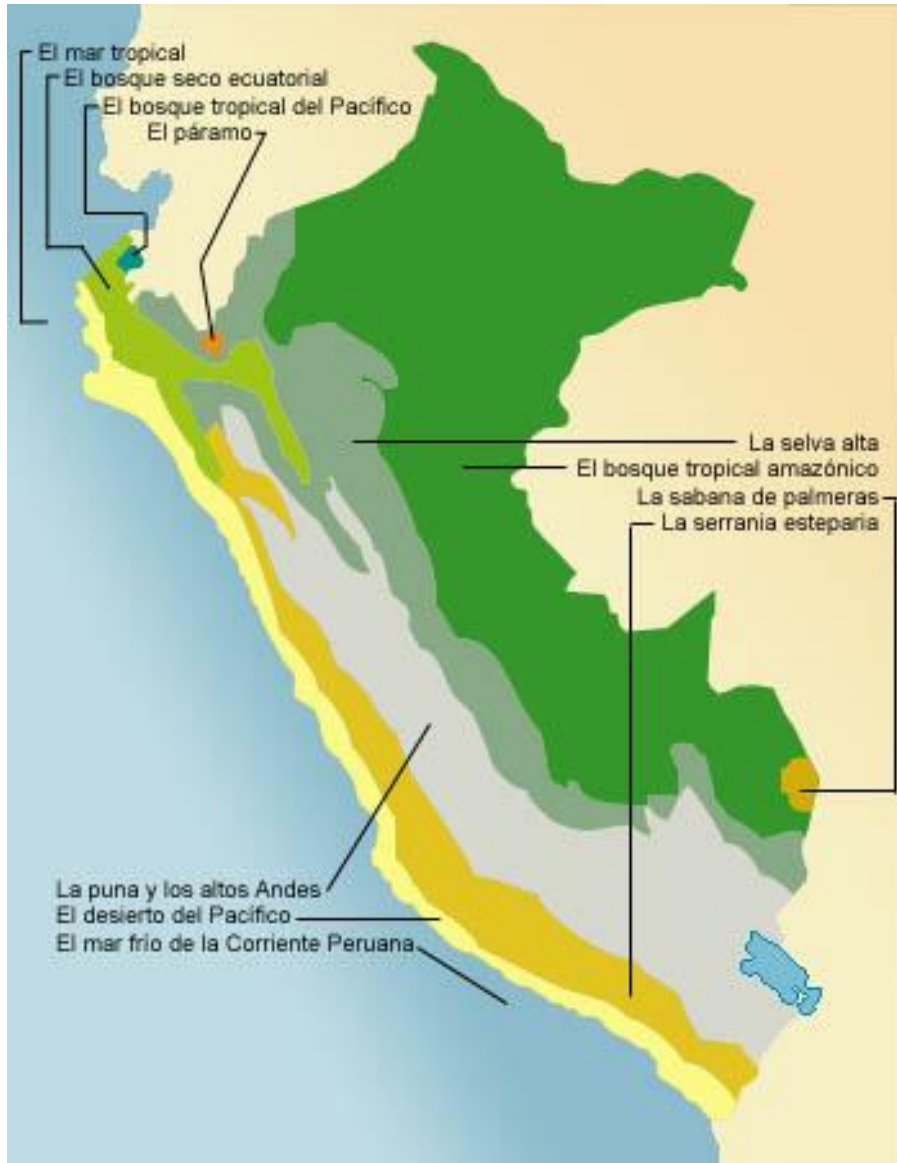 El mar tropical
El bosque seco ecuatorial
El bosque tropical del Pacífico
El páramo
La selva alta
El bosque tropical amazónico
La sabana de palmeras
La serrania esteparia
La puna y los altos Andes
El desierto del Pacífico
El mar frío de la Corriente Peruana